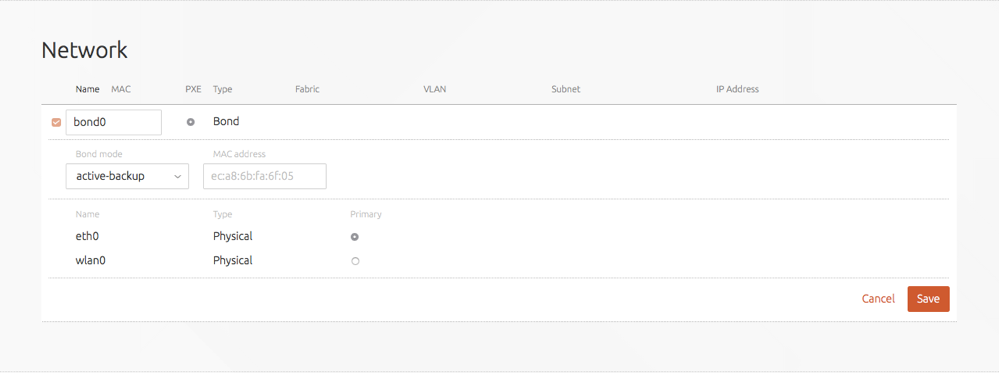 Network
Name MAC PXE Type Fabric VLAN Subnet IP Address
bond0 Bond
Bond mode MAC address
active-backup ec:a8:6b:fa:6f:05
Name Type Primary
eth0 Physical
wlan0 Physical
Cancel Save